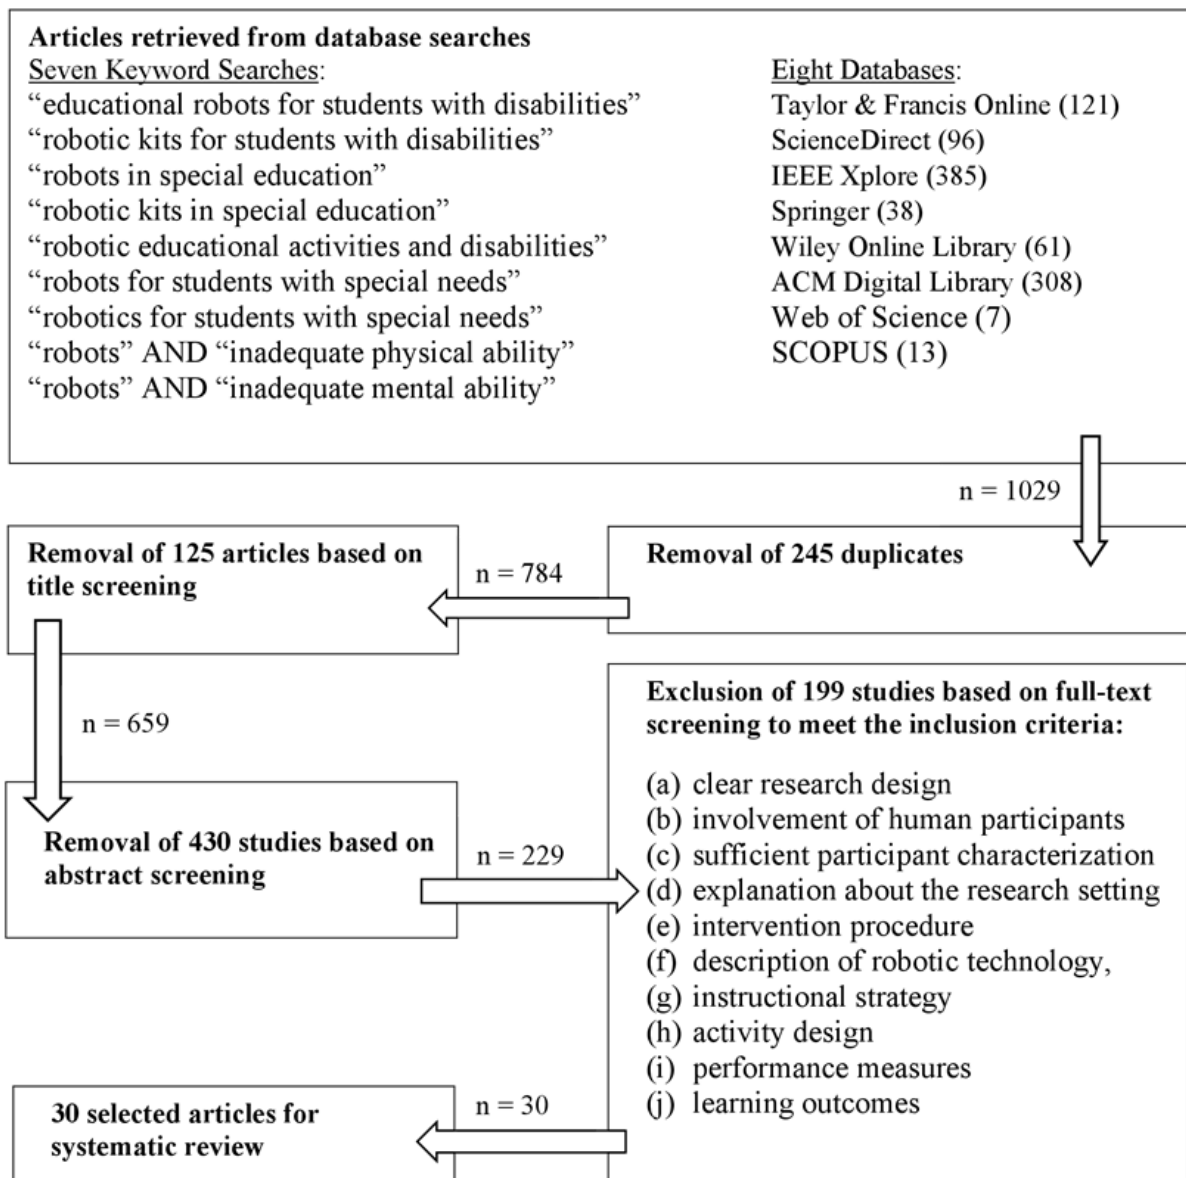 Articles retrieved from database searches
Seven Keyword Searches:
“educational robots for students with disabilities”
“robotic kits for students with disabilities”
“robots in special education”
“robotic kits in special education”
“robotic educational activities and disabilities”
“robots for students with special needs”
“robotics for students with special needs”
“robots” AND “inadequate physical ability”
“robots” AND “inadequate mental ability”
Eight Databases:
Taylor & Francis Online (121)
ScienceDirect (96)
IEEE Xplore (385)
Springer (38)
Wiley Online Library (61)
ACM Digital Library (308)
Web of Science (7)
SCOPUS (13)
n = 1029
Removal of 245 duplicates
n = 784
Removal of 125 articles based on
title screening
n = 659
Removal of 430 studies based on
abstract screening
n = 229
Exclusion of 199 studies based on full-text
screening to meet the inclusion criteria:
(a) clear research design
(b) involvement of human participants
(c) sufficient participant characterization
(d) explanation about the research setting
(e) intervention procedure
(f) description of robotic technology,
(g) instructional strategy
(h) activity design
(i) performance measures
(j) learning outcomes
n = 30
30 selected articles for
systematic review